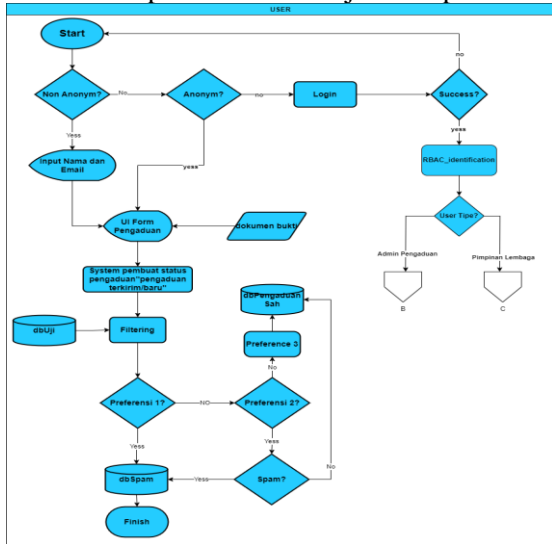 USER
Start
no
Non Anonym?
No
Anonym?
no
Login
Success?
Yess
yess
yess
Input Nama dan
Email
RBAC_identification
UI Form
Pengaduan
dokumen bukti
User Tipe?
Admin Pengaduan
Pimpinan Lembaga
System pembuat status
pengaduan"pengaduan
terkirim/baru"
B
C
dbPengaduan
Sah
dbUji
Filtering
Preference 3
No
Preferensi 1?
NO
Preferensi 2?
Yess
Yess
No
dbSpam
Yess
Spam?
Finish